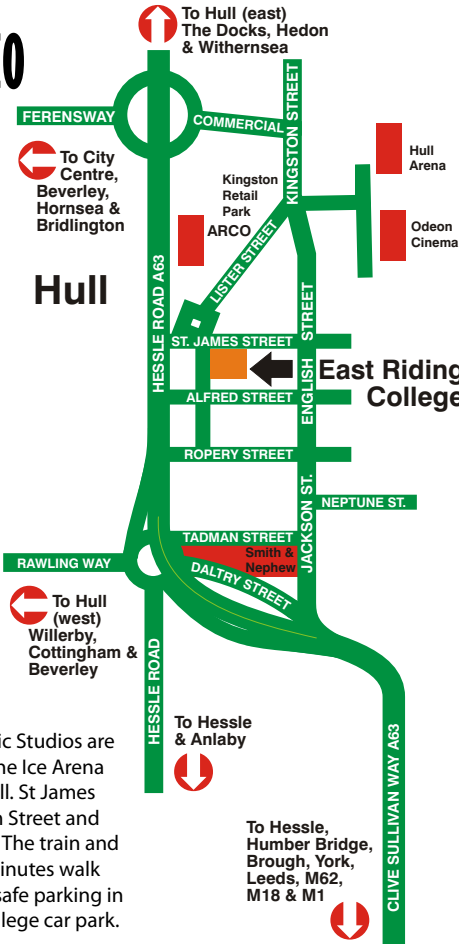 To Hull (east)
The Docks, Hedon
& Withernsea
FERENSWAY
COMMERCIAL
KINGSTON STREET
To City
Centre,
Beverley,
Hornsea &
Bridlington
Kingston
Retail
Park
Hull
Arena
ARCO
Odeon
Cinema
LISTER STREET
Hull
HESSLE ROAD A63
ENGLISH STREET
ST. JAMES STREET
East Riding
College
ALFRED STREET
ROPERY STREET
JACKSON ST.
NEPTUNE ST.
TADMAN STREET
Smith &
Nephew
RAWLING WAY
DALTRY STREET
To Hull
(west)
Willerby,
Cottingham &
Beverley
HESSLE ROAD
To Hessle
& Anlaby
CLIVE SULLIVAN WAY A63
ic Studios are
ne Ice Arena
ll. St James
n Street and
The train and
inutes walk
safe parking in
llege car park.
To Hessle,
Humber Bridge,
Brough, York,
Leeds, M62,
M18 & M1